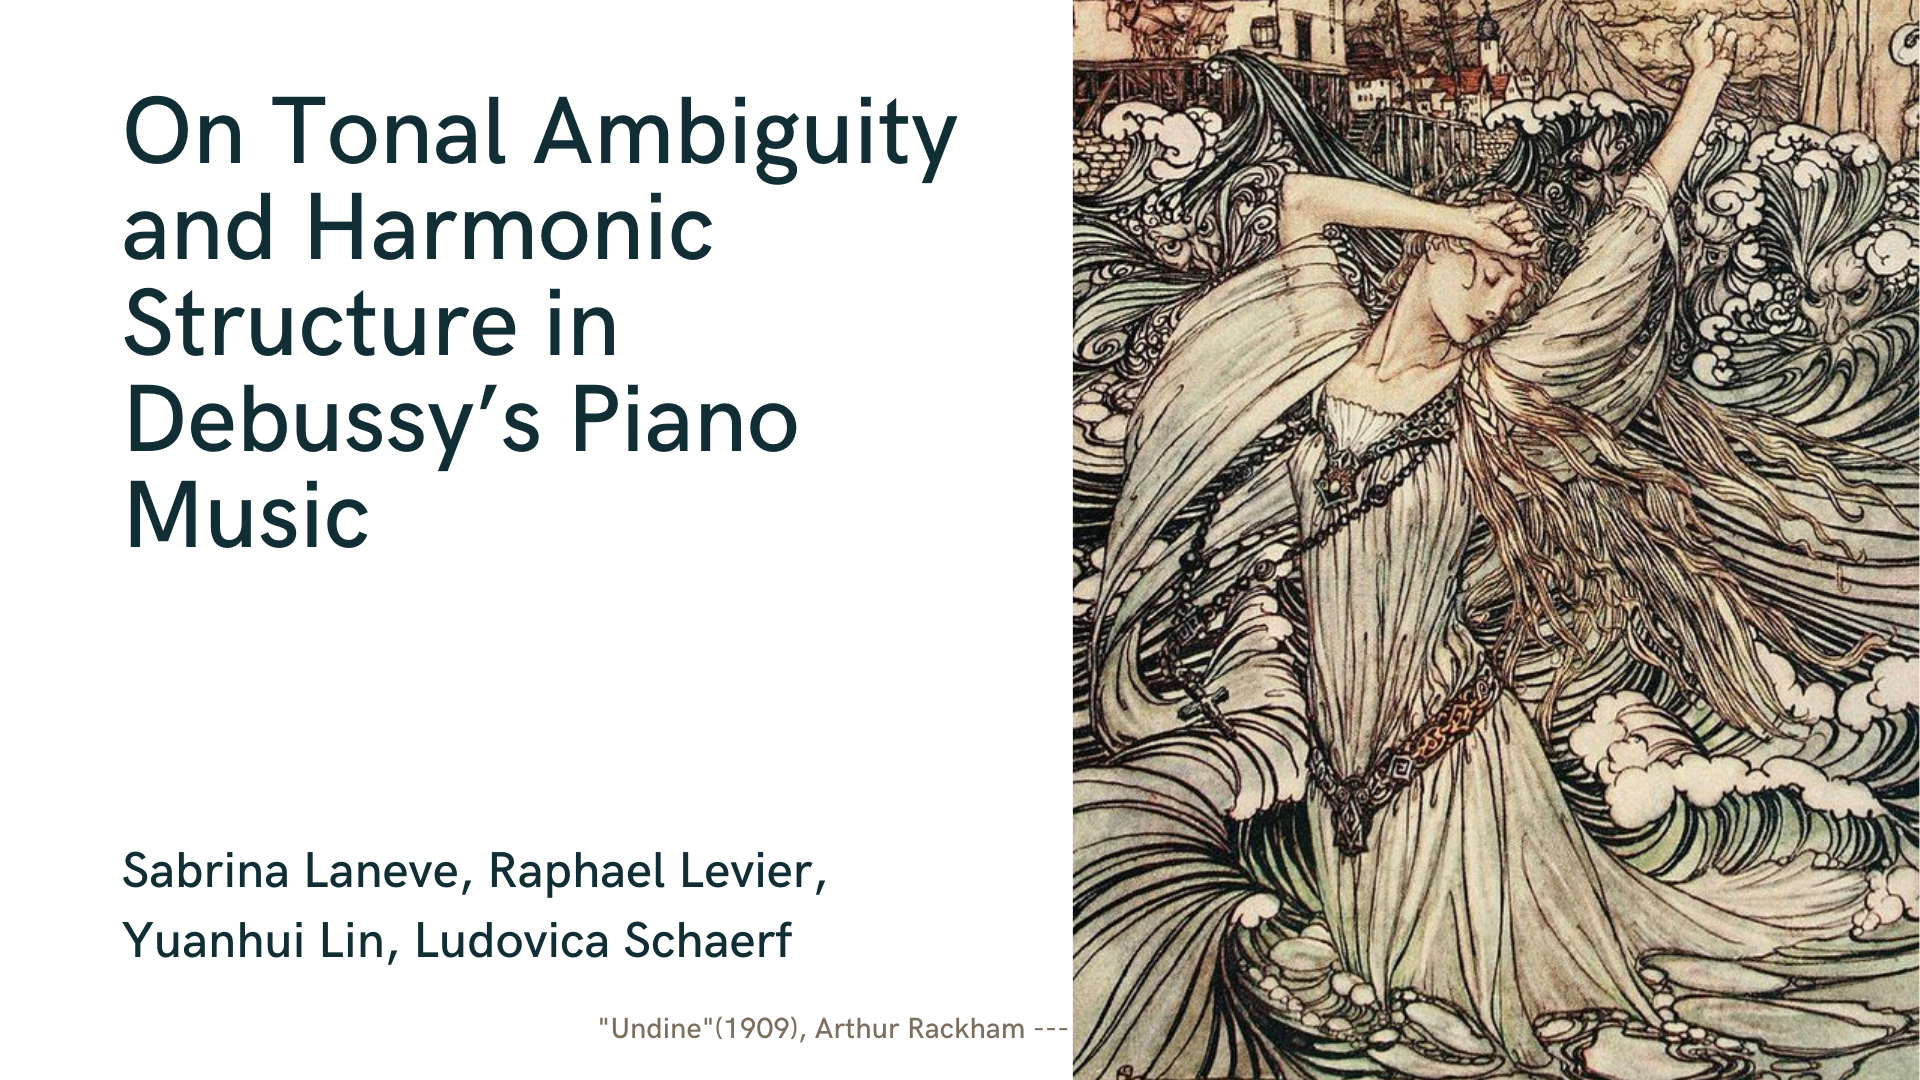 On Tonal Ambiguity
and Harmonic
Structure in
Debussy’s Piano
Music
Sabrina Laneve, Raphael Levier,
Yuanhui Lin, Ludovica Schaerf
"Undine"(1909), Arthur Rackham ---